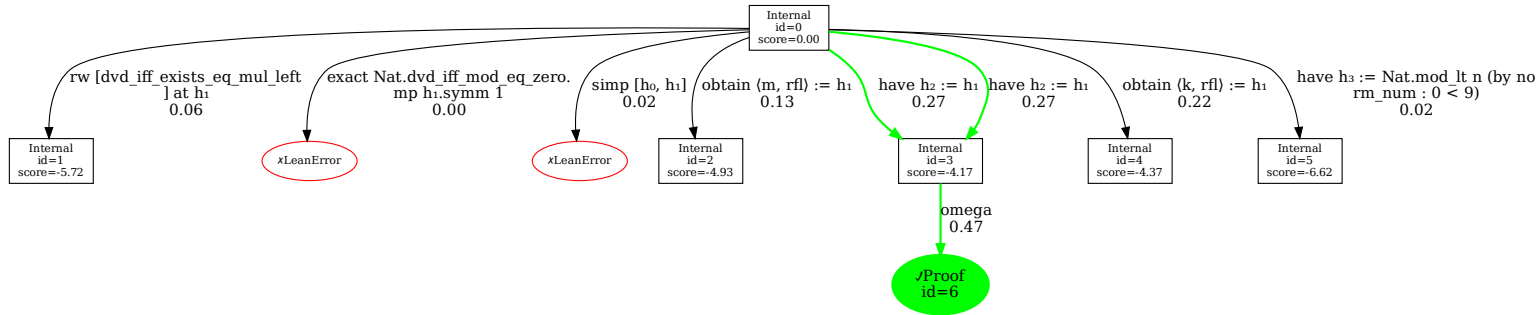 Internal
id=0
score=0.00
rw [dvd_iff_exists_eq_mul_left
] at h₁
0.06
exact Nat.dvd_iff_mod_eq_zero.
mp h₁.symm 1
0.00
simp [h₀, h₁]
0.02
obtain ⟨m, rfl⟩ := h₁
0.13
have h₂ := h₁
0.27
have h₂ := h₁
0.27
obtain ⟨k, rfl⟩ := h₁
0.22
have h₃ := Nat.mod_lt n (by no
rm_num : 0 < 9)
0.02
Internal
id=1
score=-5.72
✗LeanError
✗LeanError
Internal
id=2
score=-4.93
Internal
id=3
score=-4.17
Internal
id=4
score=-4.37
Internal
id=5
score=-6.62
omega
0.47
✓Proof
id=6